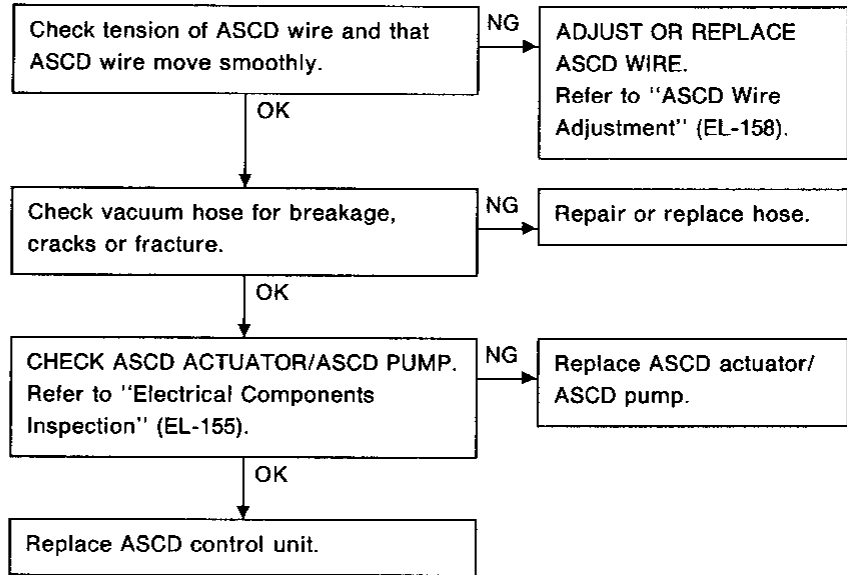 Check tension of ASCD wire and that
ASCD wire move smoothly.
NG
ADJUST OR REPLACE
ASCD WIRE.
Refer to "ASCD Wire
Adjustment" (EL-158).
OK
Check vacuum hose for breakage,
cracks or fracture.
NG
Repair or replace hose.
OK
CHECK ASCD ACTUATOR/ASCD PUMP.
Refer to "Electrical Components
Inspection" (EL-155).
NG
Replace ASCD actuator/
ASCD pump.
OK
Replace ASCD control unit.